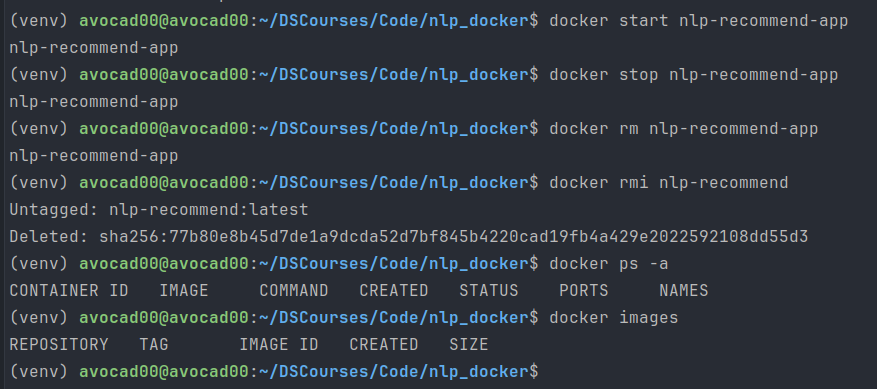 (venv) avocad00@avocad00:~/DSCourses/Code/nlp_docker$ docker start nlp-recommend-app
nlp-recommend-app
(venv) avocad00@avocad00:~/DSCourses/Code/nlp_docker$ docker stop nlp-recommend-app
nlp-recommend-app
(venv) avocad00@avocad00:~/DSCourses/Code/nlp_docker$ docker rm nlp-recommend-app
nlp-recommend-app
(venv) avocad00@avocad00:~/DSCourses/Code/nlp_docker$ docker rmi nlp-recommend
Untagged: nlp-recommend:latest
Deleted: sha256:77b80e8b45d7de1a9dcda52d7bf845b4220cad19fb4a429e2022592108dd55d3
(venv) avocad00@avocad00:~/DSCourses/Code/nlp_docker$ docker ps -a
CONTAINER ID   IMAGE     COMMAND   CREATED   STATUS    PORTS     NAMES
(venv) avocad00@avocad00:~/DSCourses/Code/nlp_docker$ docker images
REPOSITORY   TAG       IMAGE ID   CREATED   SIZE
(venv) avocad00@avocad00:~/DSCourses/Code/nlp_docker$